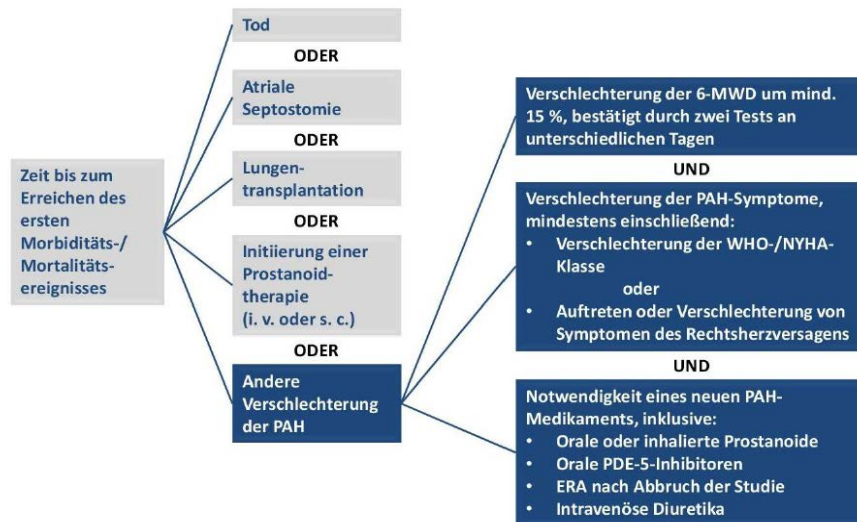 Zeit bis zum
Erreichen des
ersten
Morbiditäts-/
Mortalitäts-
ereignisses
Tod
ODER
Atriale
Septostomie
ODER
Lungen-
transplantation
ODER
Initiierung einer
Prostanoid-
therapie
(i. v. oder s. c.)
ODER
Andere
Verschlechterung
der PAH
Verschlechterung der 6-MWD um mind.
15 %, bestätigt durch zwei Tests an
unterschiedlichen Tagen
UND
Verschlechterung der PAH-Symptome,
mindestens einschließend:
• Verschlechterung der WHO-/NYHA-
Klasse
oder
• Auftreten oder Verschlechterung von
Symptomen des Rechtsherzversagens
UND
Notwendigkeit eines neuen PAH-
Medikaments, inklusive:
• Orale oder inhalierte Prostanoide
• Orale PDE-5-Inhibitoren
• ERA nach Abbruch der Studie
• Intravenöse Diuretika